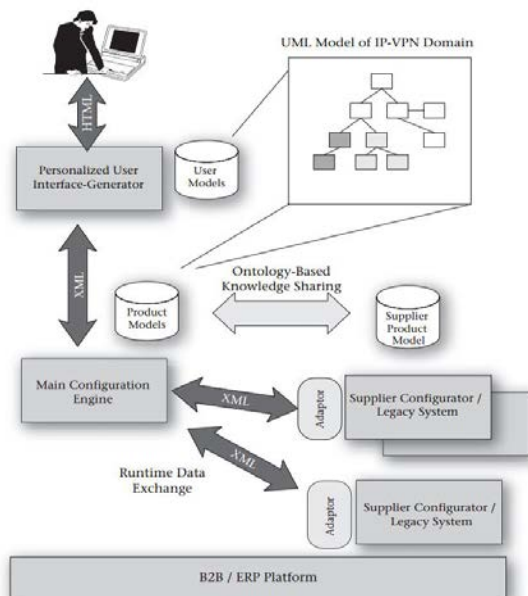 UML Model of IP-VPN Domain
HTML
Personalized User
Interface-Generator
User
Models
XML
Ontology-Based
Knowledge Sharing
Product
Models
Supplier
Product
Model
Main Configuration
Engine
XML
Adaptor
Supplier Configurator /
Legacy System
Runtime Data
Exchange
XML
Adaptor
Supplier Configurator /
Legacy System
B2B / ERP Platform